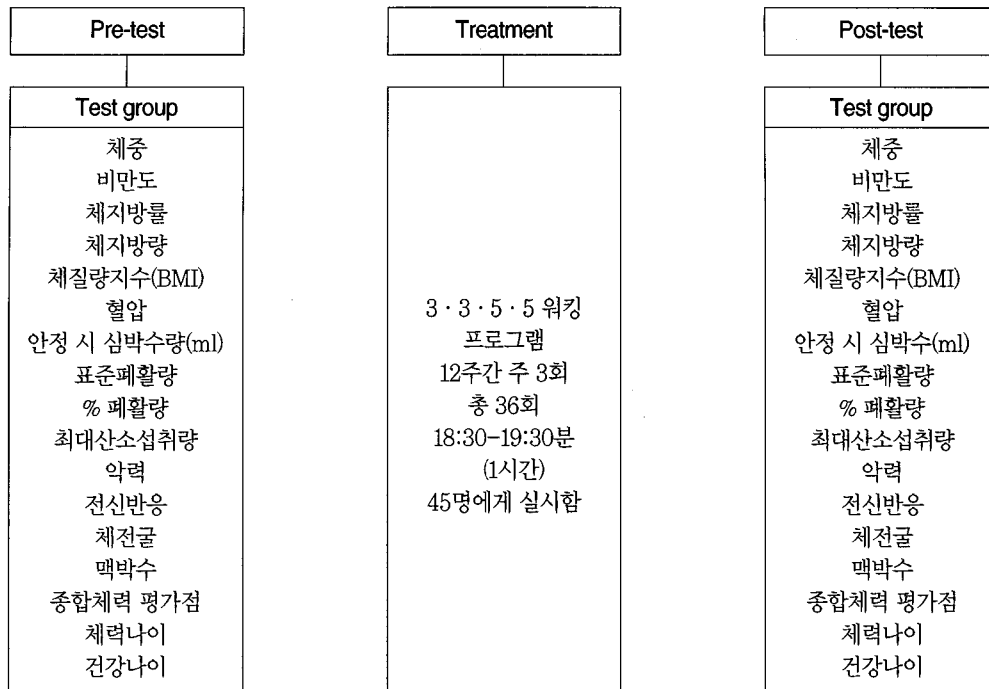 Pre-test
Test group
체중
비만도
체지방률
체지방량
체질량지수(BMI)
혈압
안정 시 심박수량(ml)
표준폐활량
% 폐활량
최대산소섭취량
악력
전신반응
체전굴
맥박수
종합체력 평가점
체력나이
건강나이
Treatment
3 · 3 · 5 · 5 워킹
프로그램
12주간 주 3회
총 36회
18:30-19:30분
(1시간)
45명에게 실시함
Post-test
Test group
체중
비만도
체지방률
체지방량
체질량지수(BMI)
혈압
안정 시 심박수(ml)
표준폐활량
% 폐활량
최대산소섭취량
악력
전신반응
체전굴
맥박수
종합체력 평가점
체력나이
건강나이